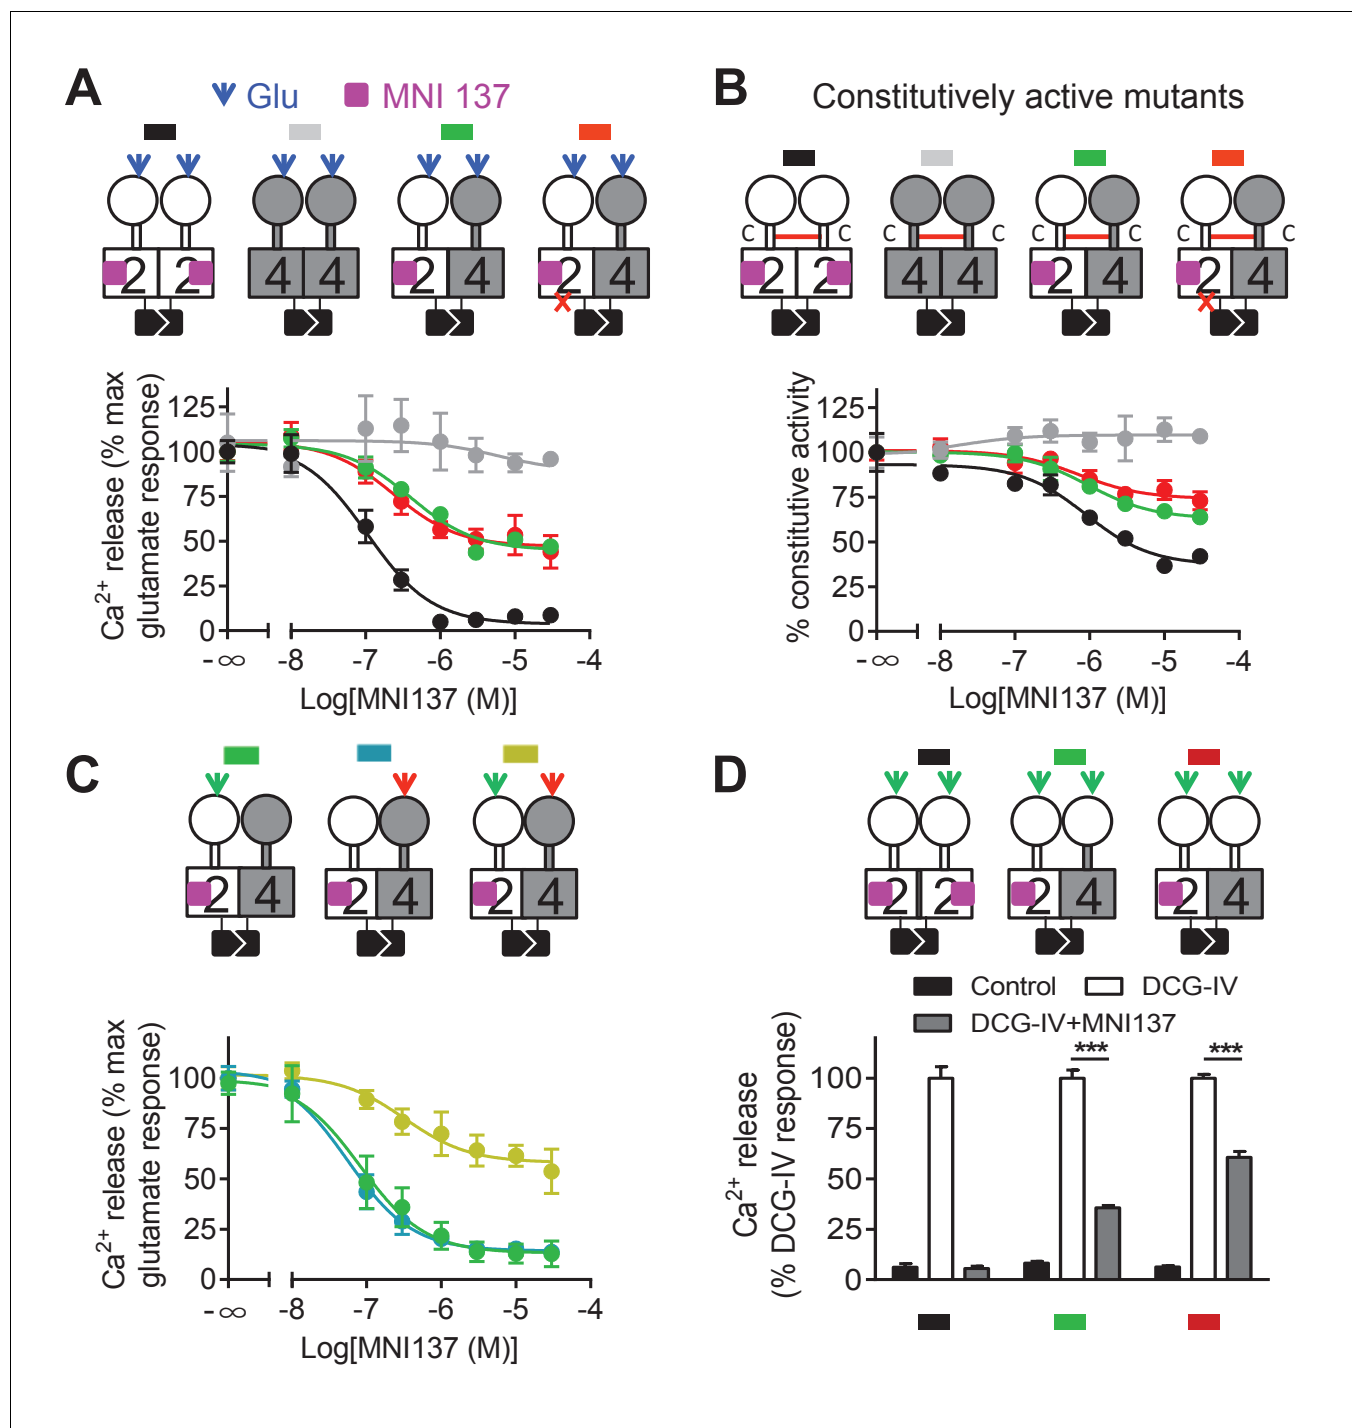 A
Glu
MNI 137
2 2
4 4
2 4
2 4
x
Ca2+ release (% max
glutamate response)
125
100
75
50
25
0
- ∞
-8
-7
-6
-5
-4
Log[MNI137 (M)]
B
Constitutively active mutants
C C
C C
C C
2 2
4 4
2 4
2 4
x
% constitutive activity
125
100
75
50
25
0
- ∞
-8
-7
-6
-5
-4
Log[MNI137 (M)]
C
2 4
2 4
2 4
Ca2+ release (% max
glutamate response)
100
75
50
25
0
- ∞
-8
-7
-6
-5
-4
Log[MNI137 (M)]
D
2 2
2 4
2 4
Control
DCG-IV
DCG-IV+MNI137
Ca2+ release
(% DCG-IV response)
100
75
50
25
0
***
***